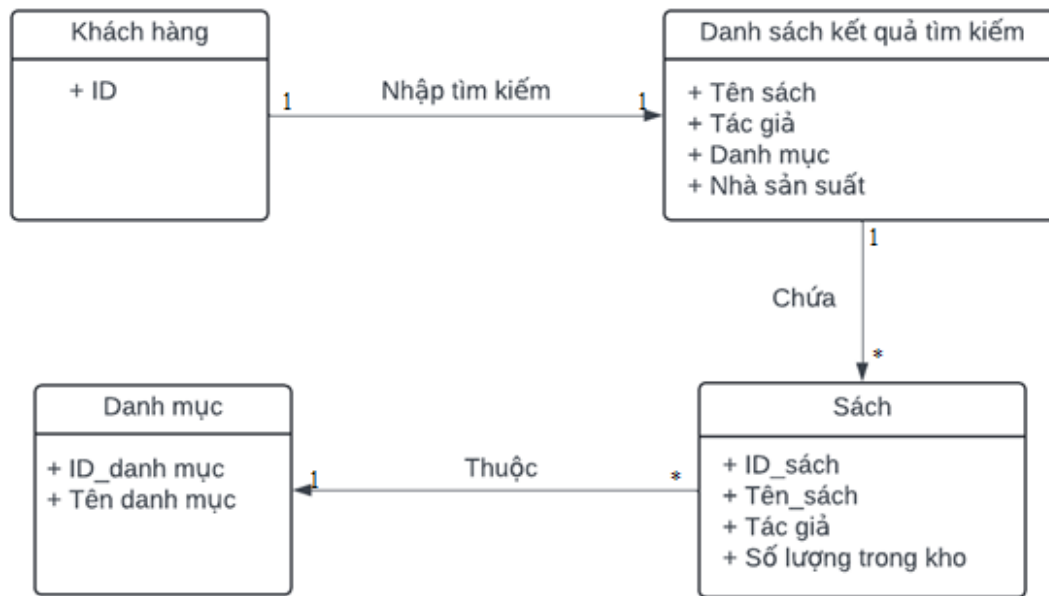 Khách hàng
+ ID
1
Nhập tìm kiếm
1
Danh sách kết quả tìm kiếm
+ Tên sách
+ Tác giả
+ Danh mục
+ Nhà sản suất
1
Chứa
*
Danh mục
+ ID_danh mục
+ Tên danh mục
1
Thuộc
*
Sách
+ ID_sách
+ Tên_sách
+ Tác giả
+ Số lượng trong kho